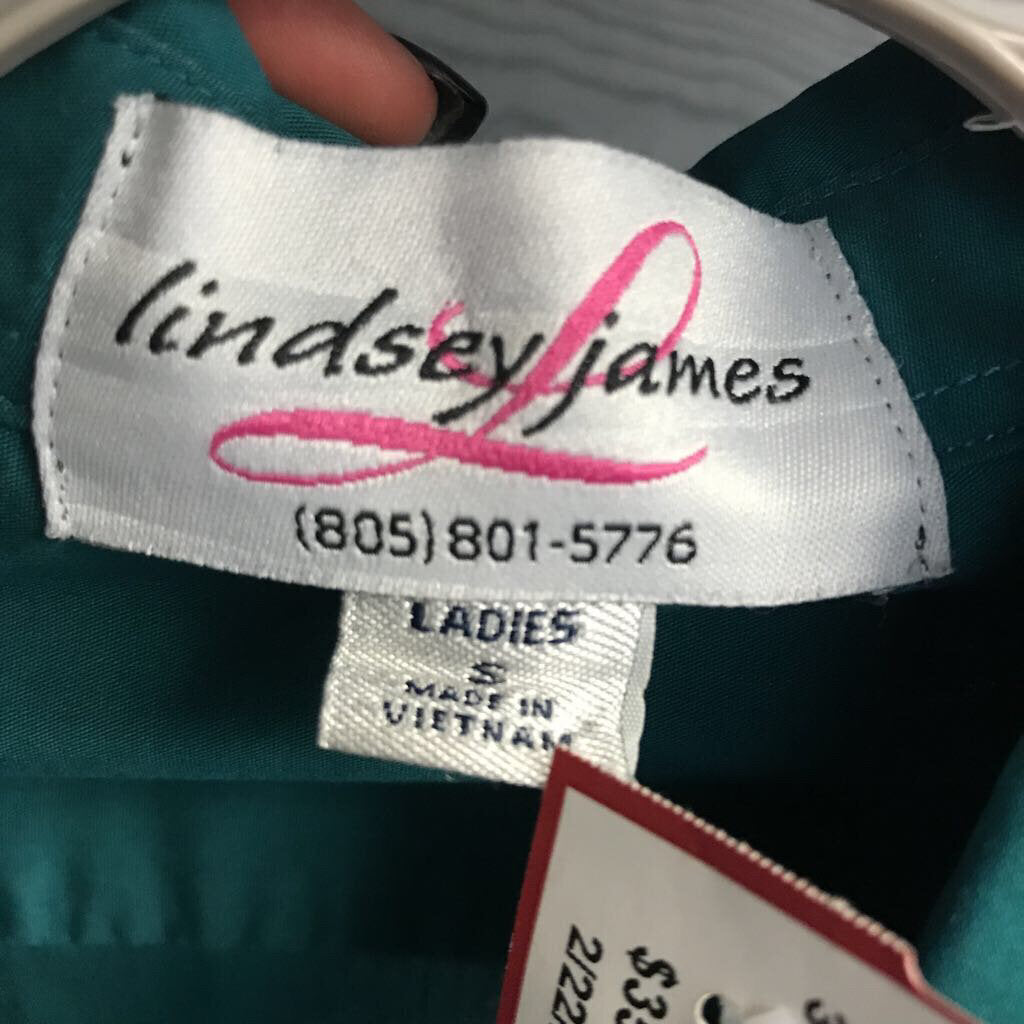 lindsey james
(805) 801-5776
LADIES
S
MADE IN
VIETNAM